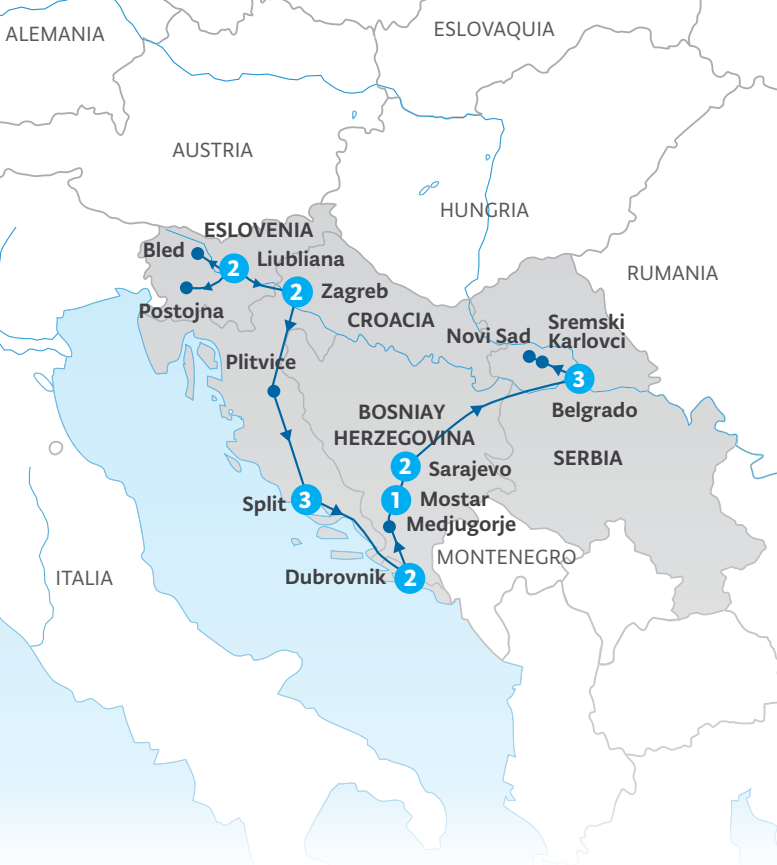 ALEMANIA
ESLOVAQUIA
AUSTRIA
HUNGRIA
ESLOVENIA
Bled
2
Liubliana
RUMANIA
Postojna
2
Zagreb
CROACIA
Sremski
Karlovci
Novi Sad
Plitvice
3
Belgrado
BOSNIAY
HERZEGOVINA
SERBIA
2
Sarajevo
Split
3
1
Mostar
Medjugorje
MONTENEGRO
ITALIA
Dubrovnik
2